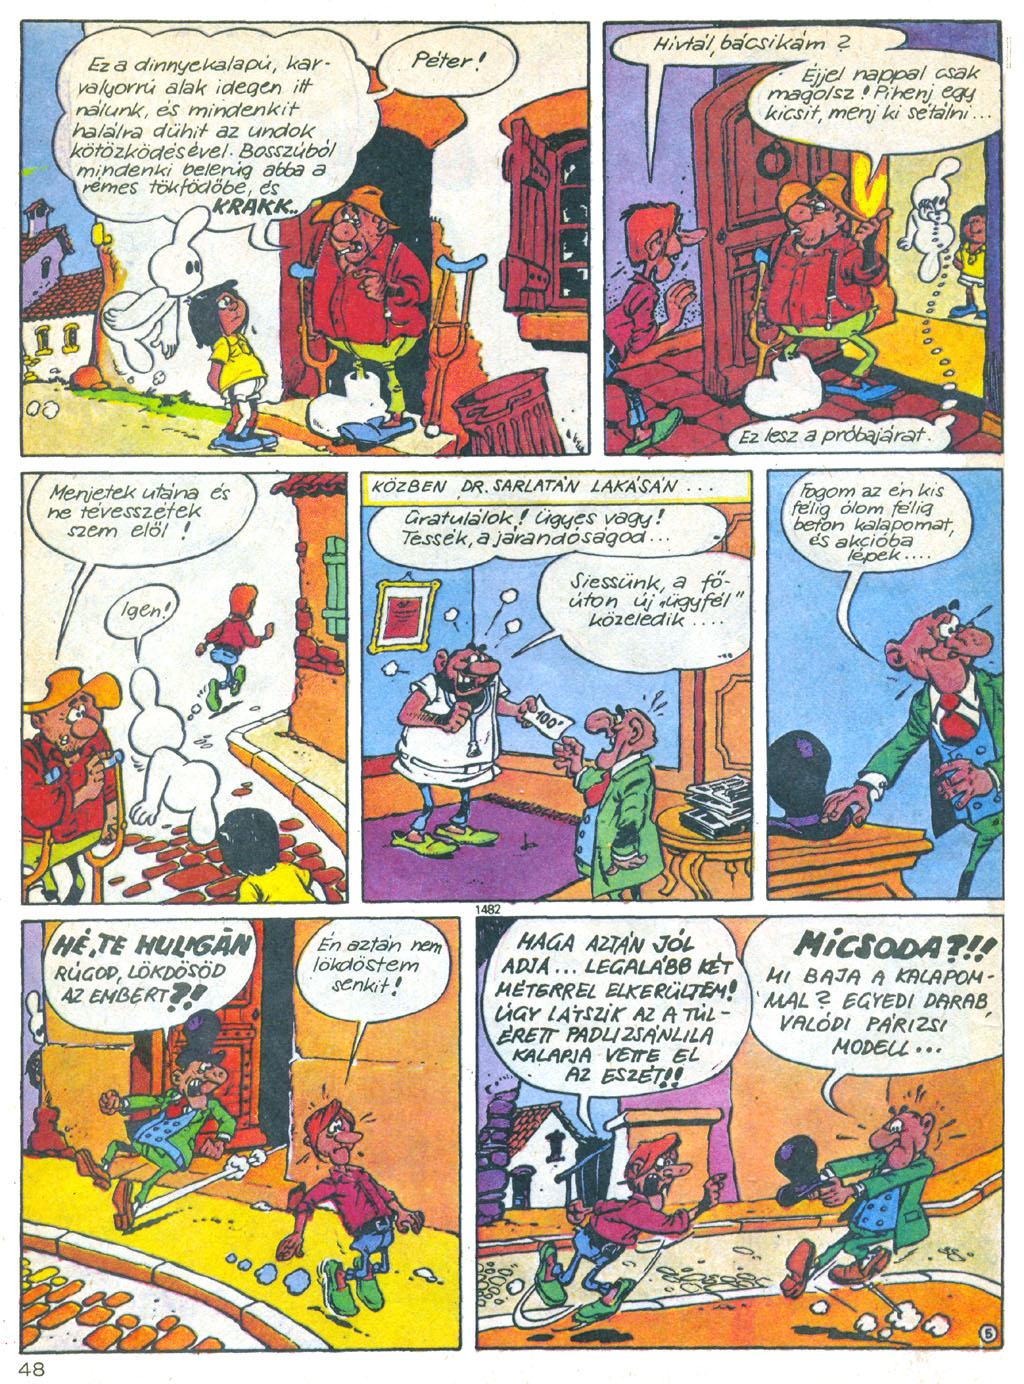 Ez a dinnyekalapú, kar-
valyorrú alak idegen itt
nálunk, és mindenkit
halálra dühit az undok
kötözködésével. Bosszúból
mindenki belerúg abba a
rémes tökfödőbe, és
KRAKK..
Péter!
Hívtál, bácsikám ?
Éjjel nappal csak
magolsz! Pihenj egy
kicsit, menj ki sétálni...
Ez lesz a próbajárat.
Menjetek utána és
ne tévesszétek
szem elől !
Igen!
KÖZBEN DR. SARLATÁN LAKÁSÁN ...
Gratulálok! Ügyes vagy!
Tessék, a járandóságod...
Siessünk, a fő-
úton új „ügyfél"
közeledik ....
100
Fogom az én kis
félig ólom félig
beton kalapomat,
és akcióba
lépek....
HÉ, TE HULIGÁN
RÚGOD, LÖKDÖSÖD
AZ EMBERT?!
Én aztán nem
lökdöstem
senkit!
1482
MAGA AZTÁN JÓL
ADJA... LEGALÁBB KÉT
MÉTERREL ELKERÜLTEM!
ÚGY LÁTSZIK AZ A TÚL-
ÉRETT PADLIZSÁNLILA
KALAPJA VETTE EL
AZ ESZÉT!!
MICSODA?!!
MI BAJA A KALAPOM-
MAL? EGYEDI DARAB,
VALÓDI PÁRIZSI
MODELL...
5
48